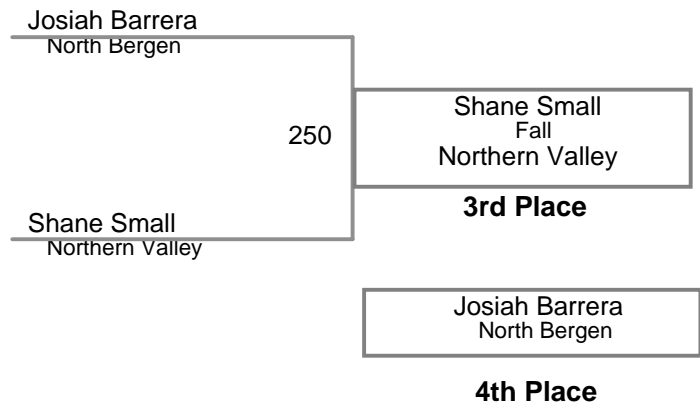 Josiah Barrera
North Bergen
250
Shane Small
Fall
Northern Valley
3rd Place
Shane Small
Northern Valley
Josiah Barrera
North Bergen
4th Place